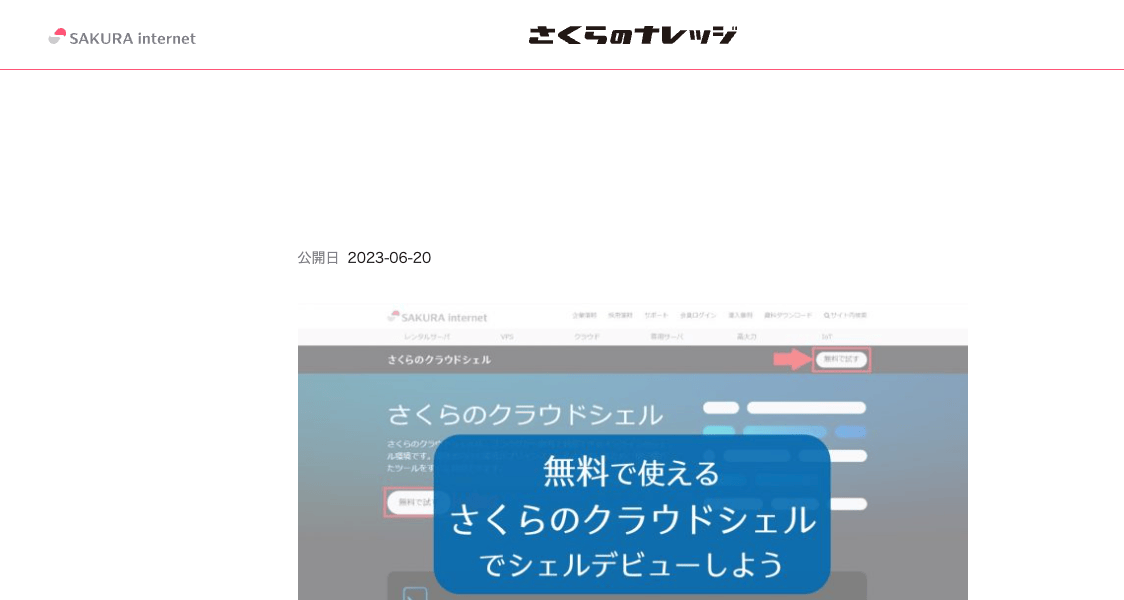 SAKURA internet
さくらのナレッジ
公開日 2023-06-20
SAKURA internet
企業情報 採用情報 サポート 会員ログイン 導入事例 資料ダウンロード サイト内検索
レンタルサーバ VPS クラウド 専用サーバ 高火力 IoT
さくらのクラウドシェル 無料で試す
さくらのクラウドシェル
さくらのクラウ
ル環境です。
たツールをす
無料で試す
無料で使える
さくらのクラウドシェル
でシェルデビューしよう